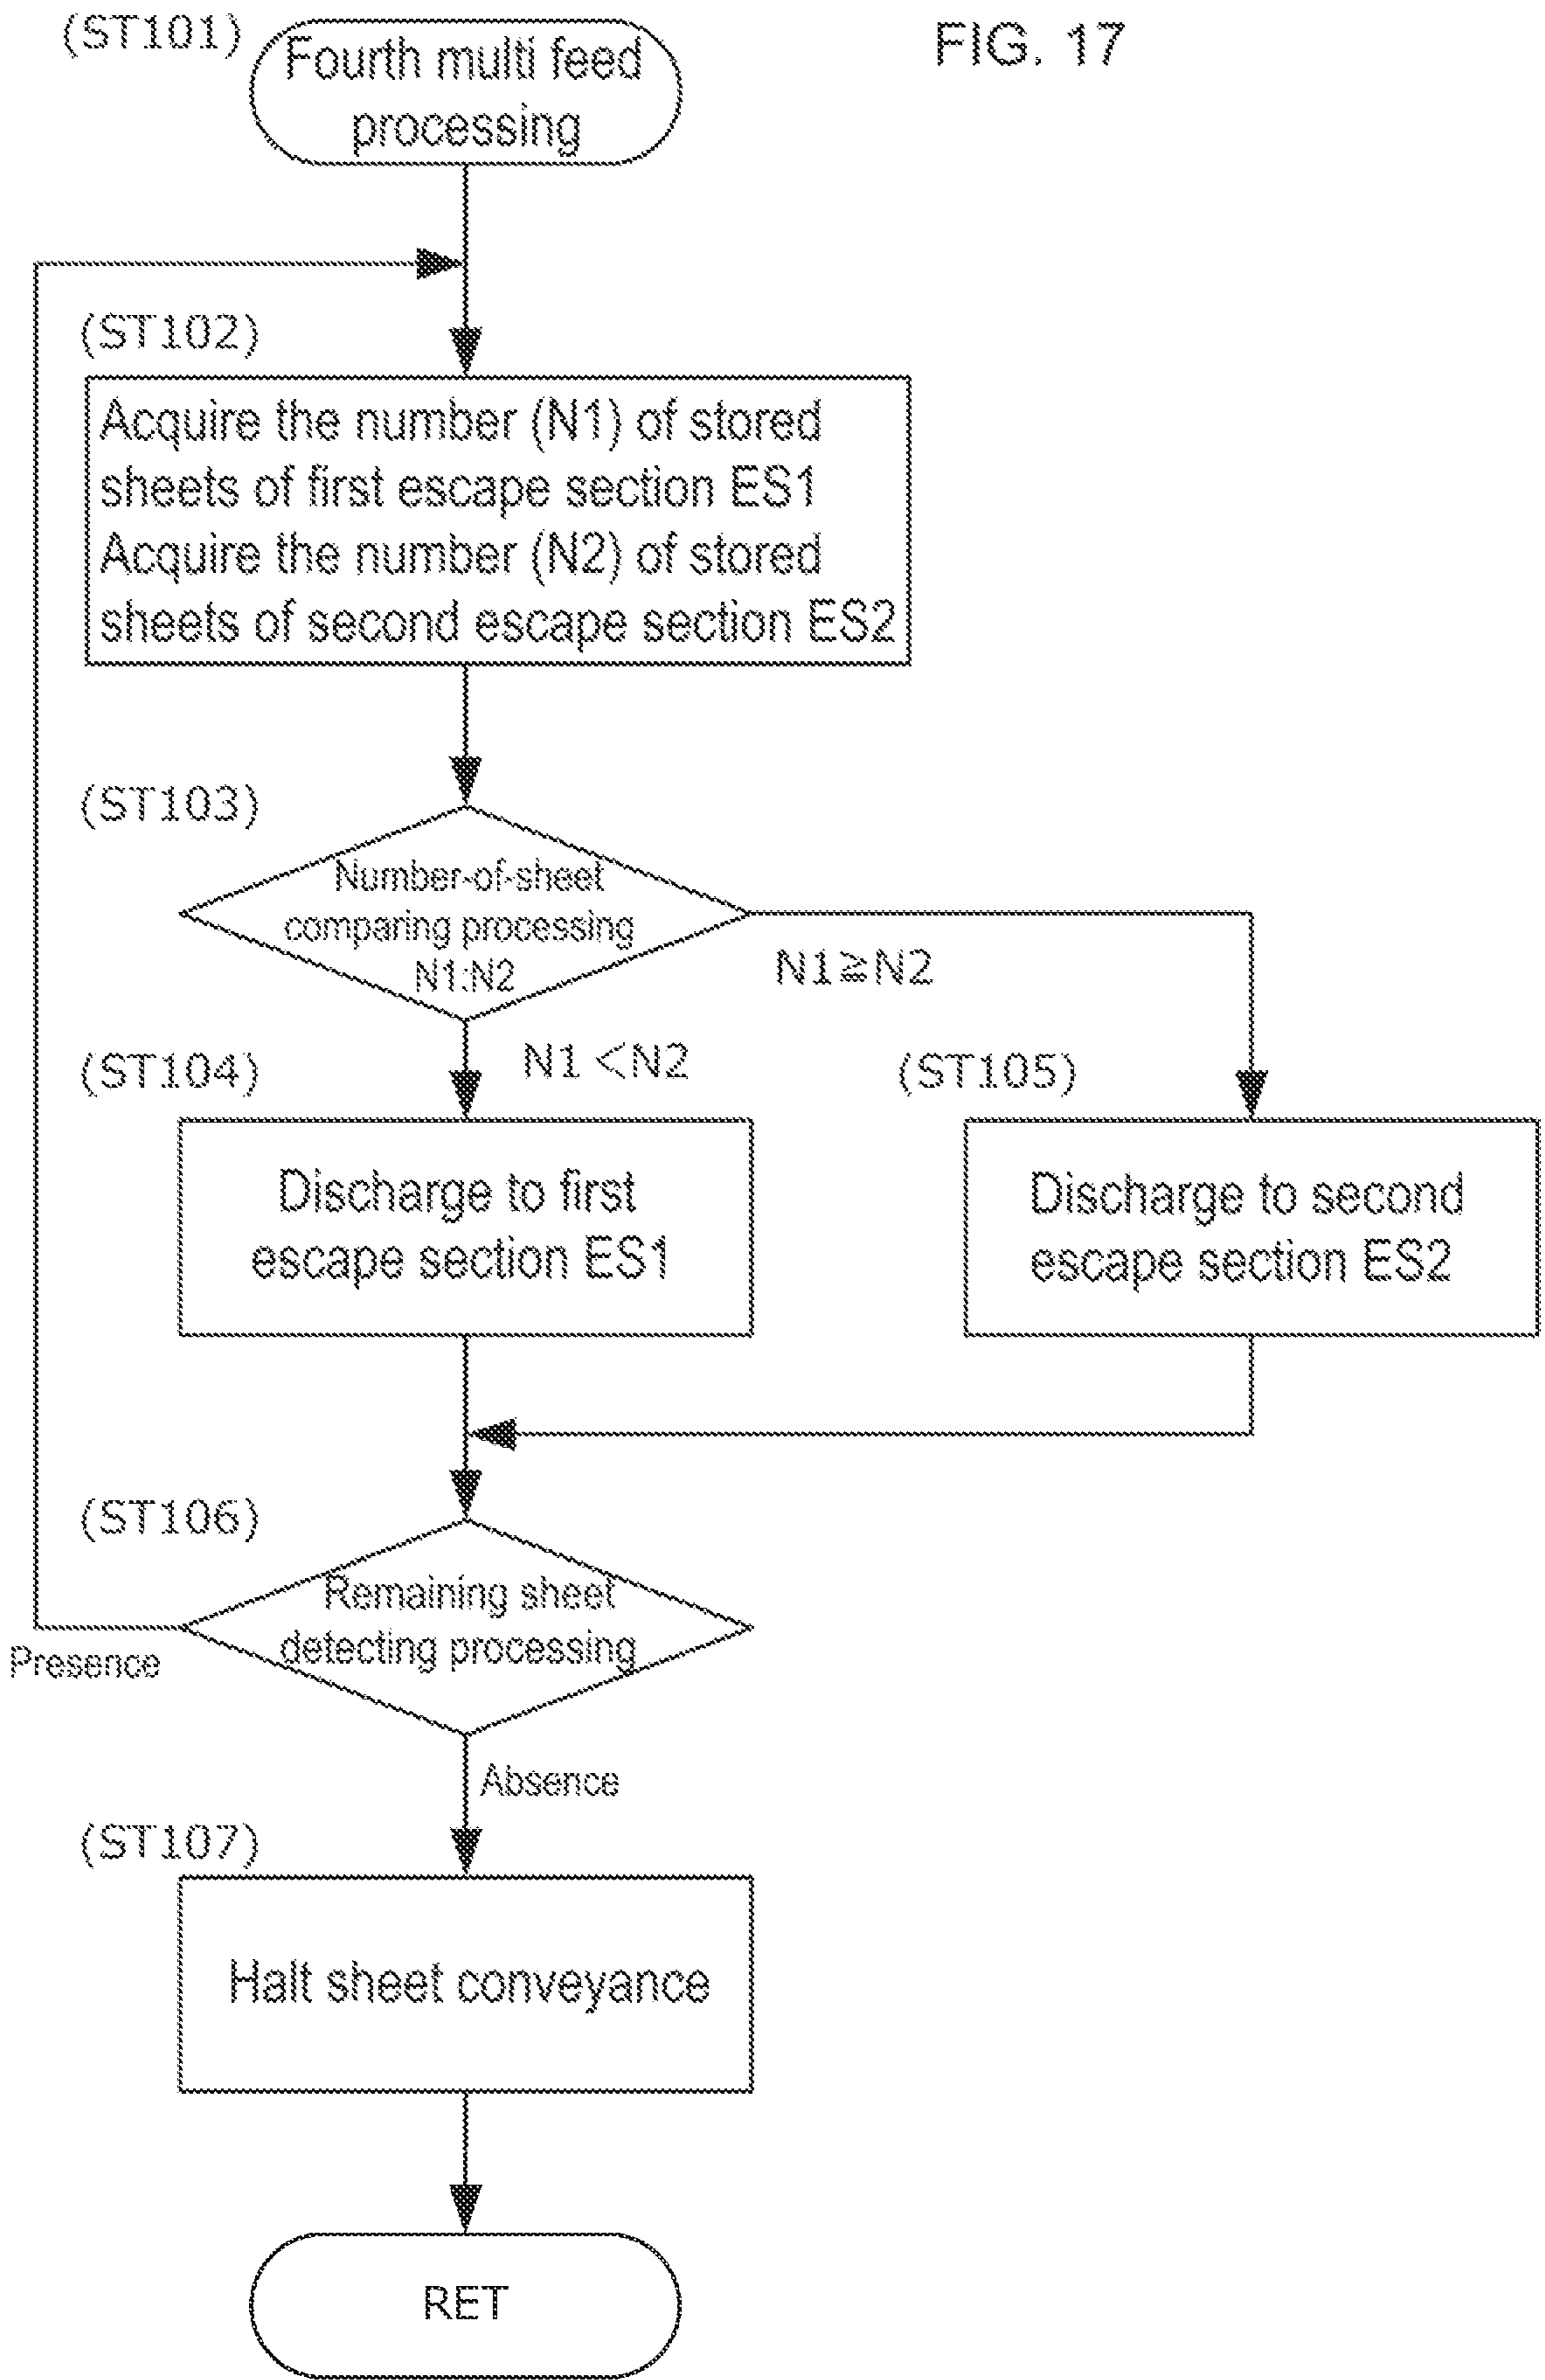 (ST101)
Fourth multi feed
processing
FIG. 17
(ST102)
Acquire the number (N1) of stored
sheets of first escape section ES1
Acquire the number (N2) of stored
sheets of second escape section ES2
(ST103)
Number-of-sheet
comparing processing
N1:N2
N1≧N2
N1<N2
(ST104)
Discharge to first
escape section ES1
(ST105)
Discharge to second
escape section ES2
(ST106)
Remaining sheet
detecting processing
Presence
Absence
(ST107)
Halt sheet conveyance
RET